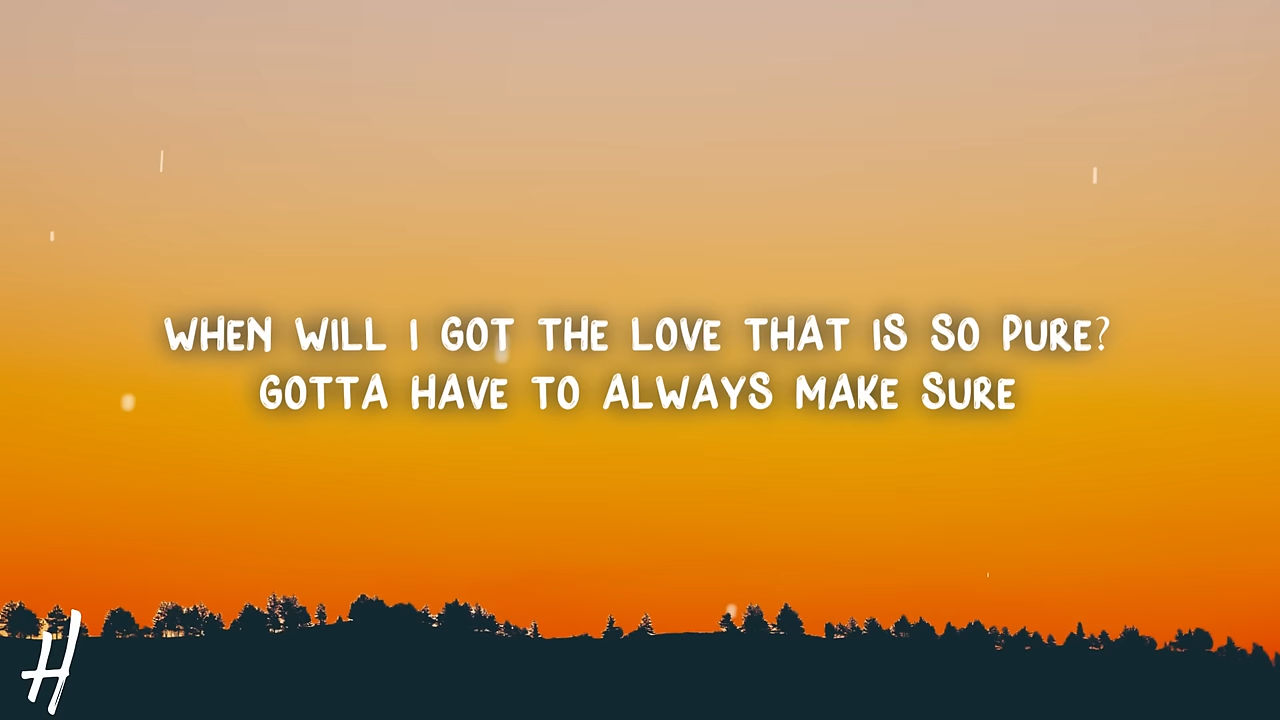 WHEN WILL I GOT THE LOVE THAT IS SO PURE?
GOTTA HAVE TO ALWAYS MAKE SURE
H